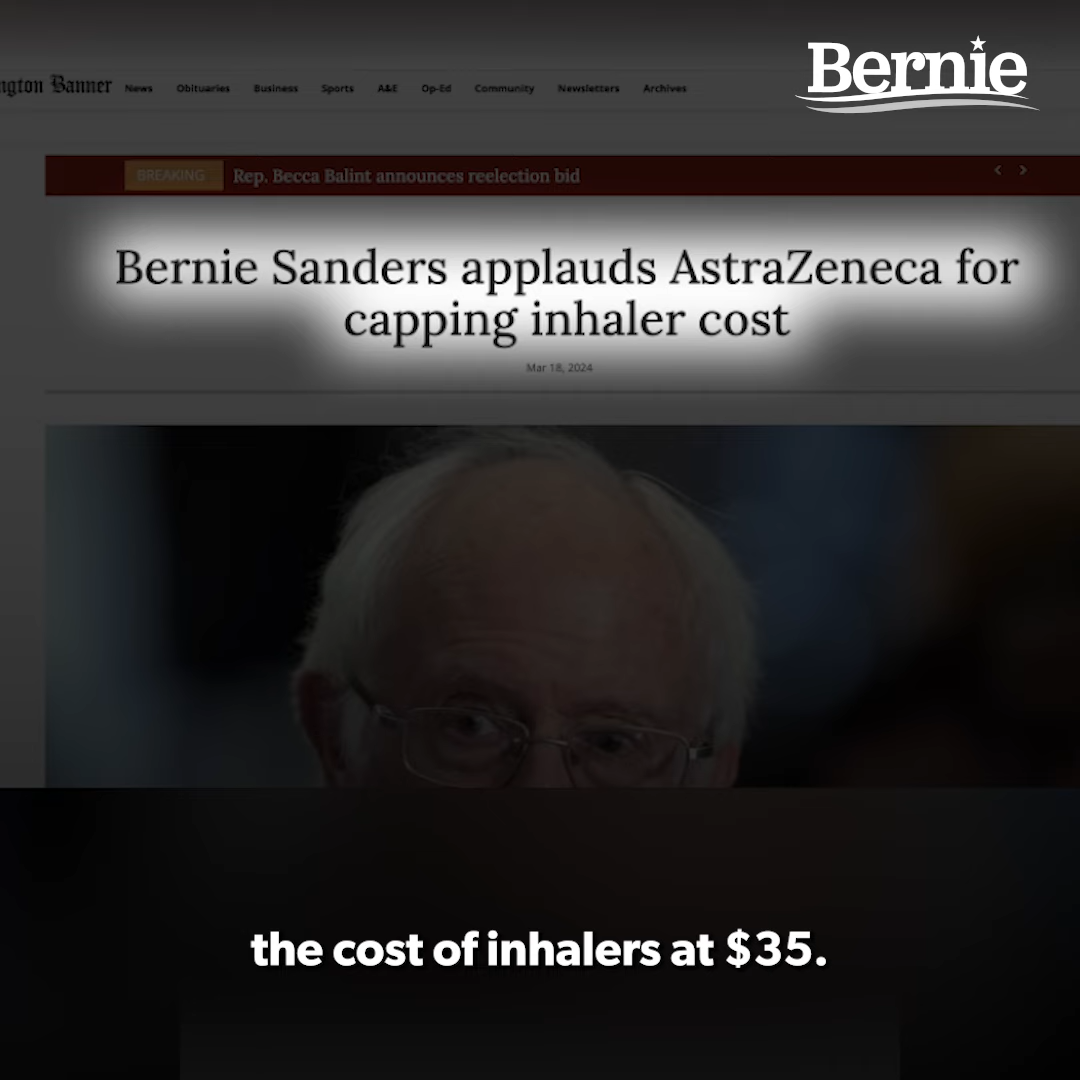 Bernie
ngton Banner News Obituaries Business Sports A&E Op-Ed Community Newsletters Archives
BREAKING Rep. Becca Balint announces reelection bid
Bernie Sanders applauds AstraZeneca for
capping inhaler cost
Mar 18, 2024
the cost of inhalers at $35.